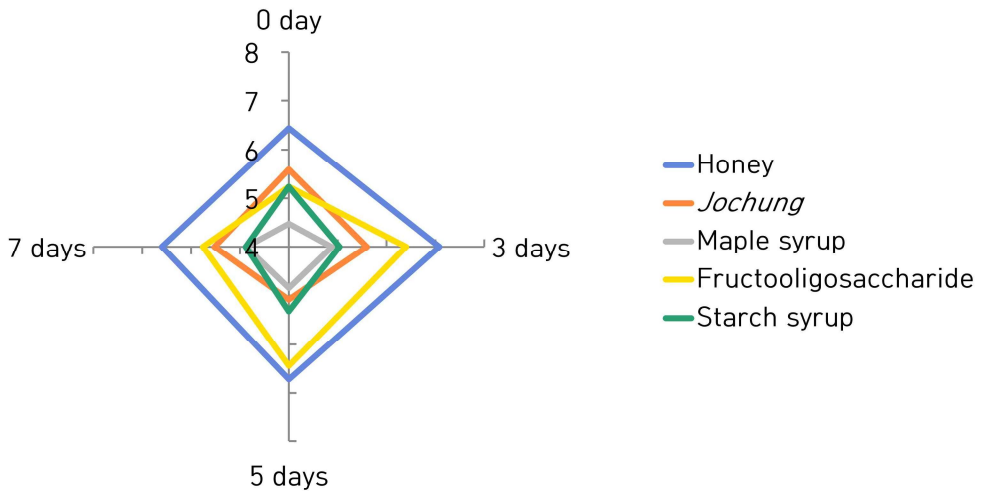 0 day
8
7
6
5
4
7 days
3 days
5 days
Honey
Jochung
Maple syrup
Fructooligosaccharide
Starch syrup